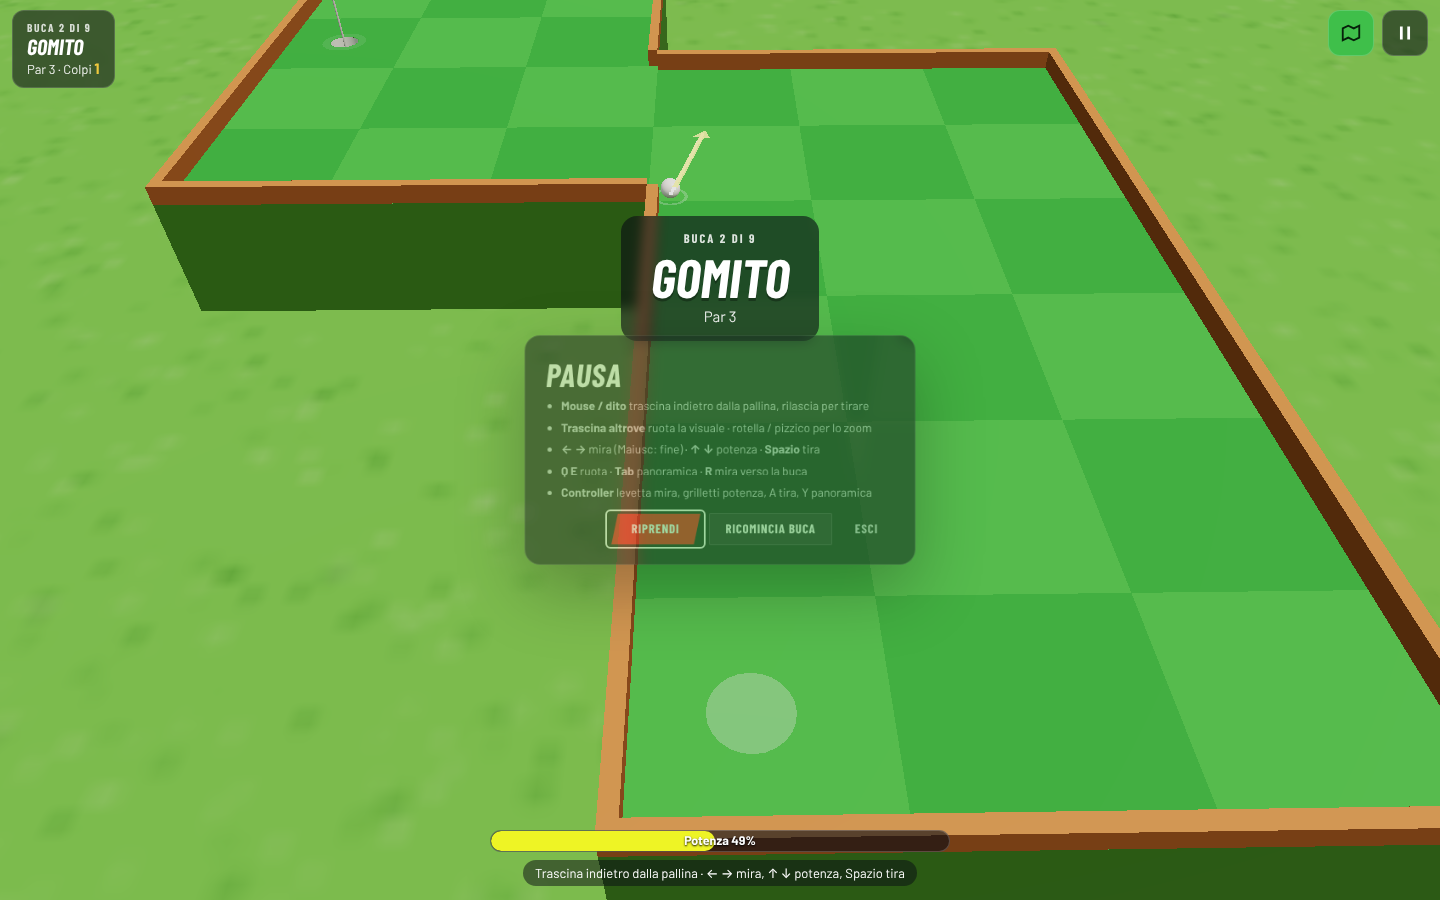 BUCA 2 DI 9
GOMITO
Par 3 · Colpi 1
BUCA 2 DI 9
GOMITO
Par 3
PAUSA
• Mouse / dito trascina indietro dalla pallina, rilascia per tirare
• Trascina altrove ruota la visuale · rotella / pizzico per lo zoom
• ← → mira (Maiusc: fine) · ↑ ↓ potenza · Spazio tira
• Q E ruota · Tab panoramica · R mira verso la buca
• Controller levetta mira, grilletti potenza, A tira, Y panoramica
RIPRENDI RICOMINCIA BUCA ESCI
Potenza 49%
Trascina indietro dalla pallina · ← → mira, ↑ ↓ potenza, Spazio tira